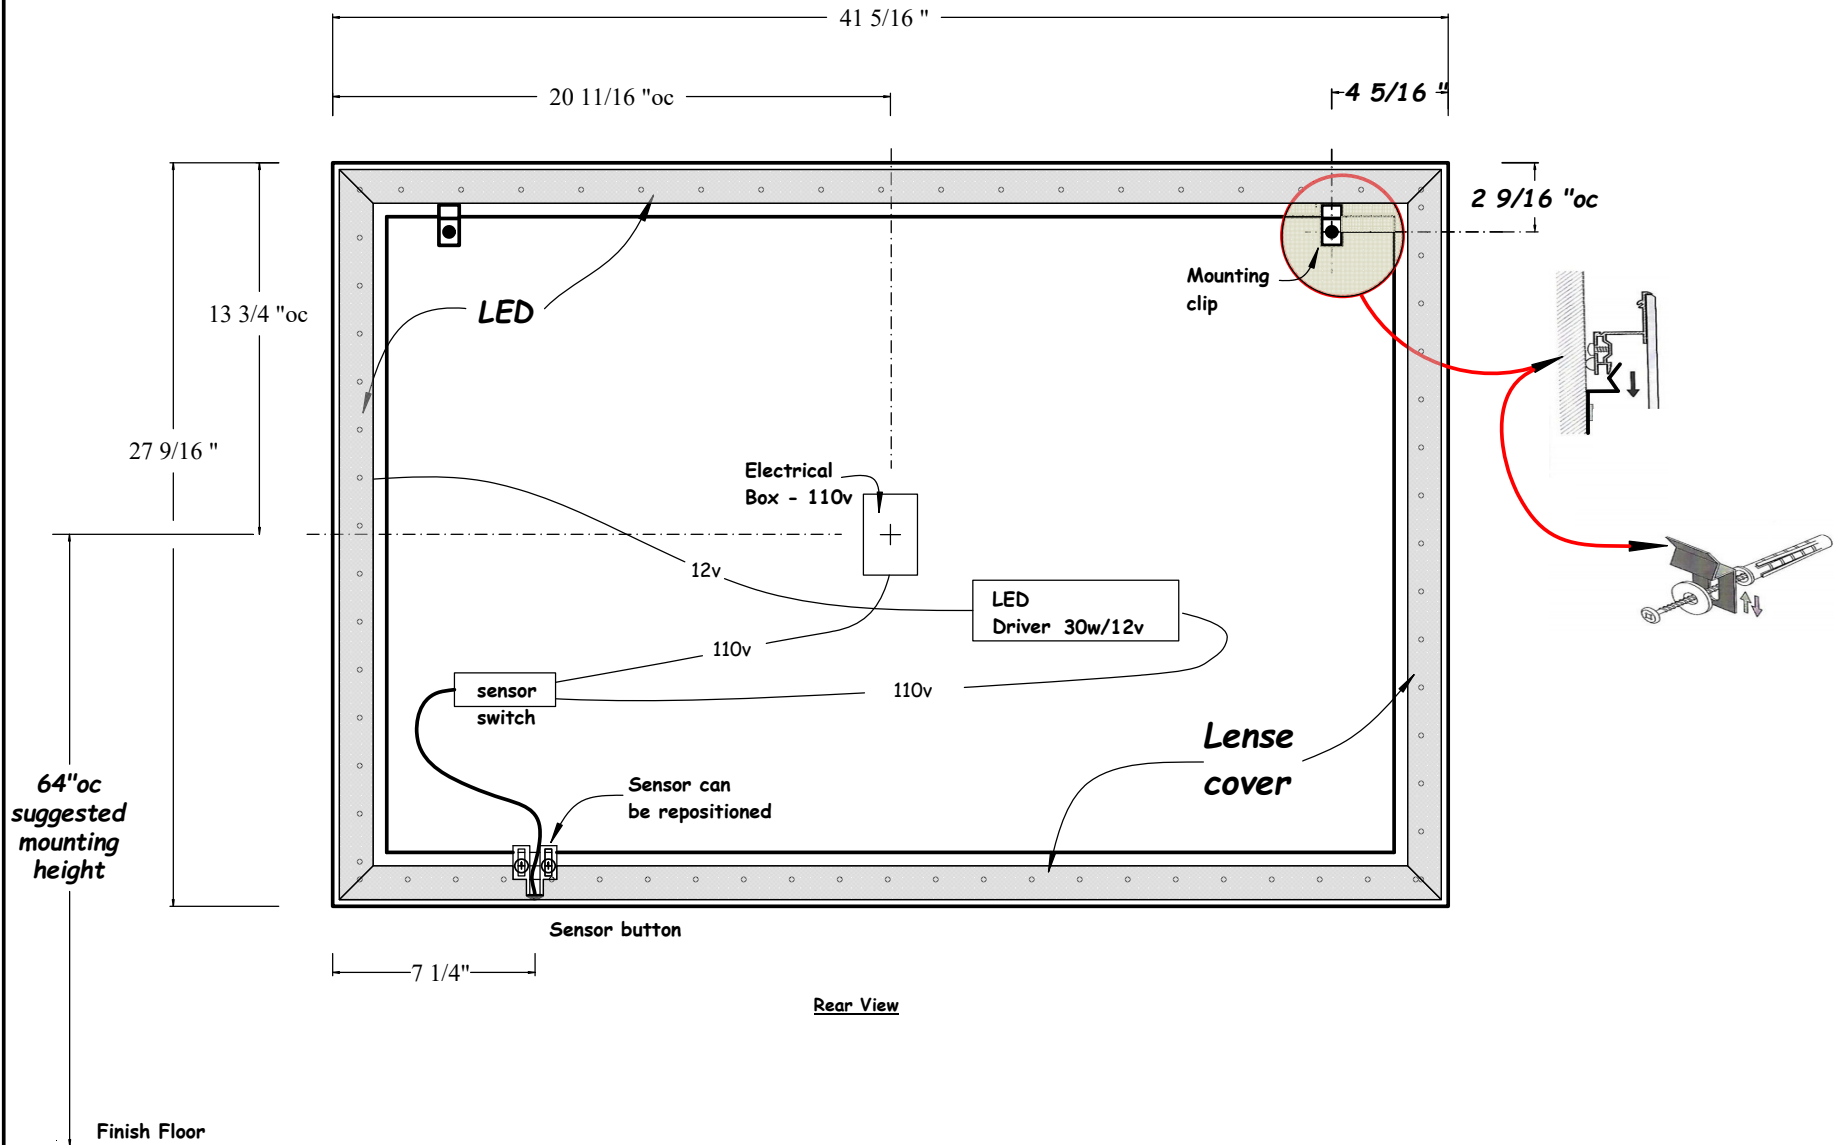 41 5/16 "
20 11/16 "oc
4 5/16 "
2 9/16 "oc
13 3/4 "oc
LED
Mounting
clip
27 9/16 "
Electrical
Box - 110v
12v
LED
Driver 30w/12v
110v
sensor
switch
110v
Lense
cover
64"oc
suggested
mounting
height
Sensor can
be repositioned
Sensor button
7 1/4"
Rear View
Finish Floor